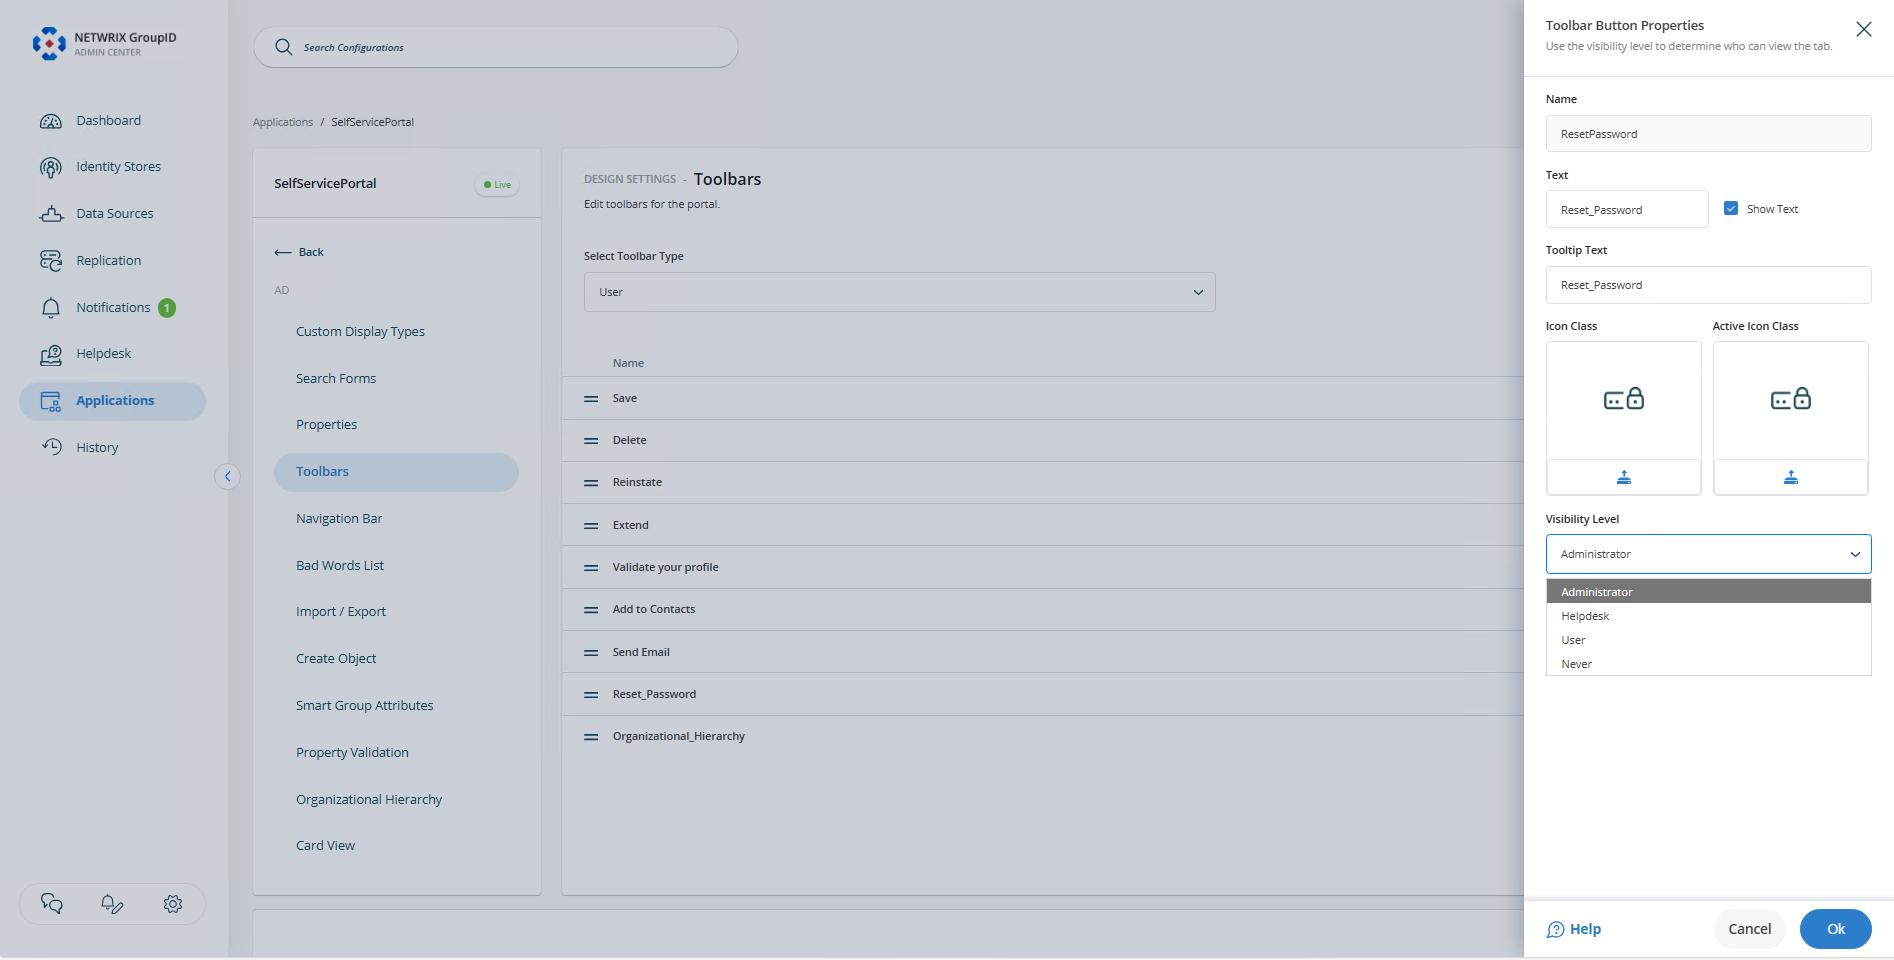 NETWRIX GroupID
ADMIN CENTER
Dashboard
Identity Stores
Data Sources
Replication
Notifications 1
Helpdesk
Applications
History
Search Configurations
Applications / SelfServicePortal
SelfServicePortal
Live
Back
AD
Custom Display Types
Search Forms
Properties
Toolbars
Navigation Bar
Bad Words List
Import / Export
Create Object
Smart Group Attributes
Property Validation
Organizational Hierarchy
Card View
DESIGN SETTINGS - Toolbars
Edit toolbars for the portal.
Select Toolbar Type
User
Name
Save
Delete
Reinstate
Extend
Validate your profile
Add to Contacts
Send Email
Reset_Password
Organizational_Hierarchy
Toolbar Button Properties
Use the visibility level to determine who can view the tab.
Name
ResetPassword
Text
Reset_Password
Show Text
Tooltip Text
Reset_Password
Icon Class
Active Icon Class
Visibility Level
Administrator
Administrator
Helpdesk
User
Never
Help
Cancel
Ok